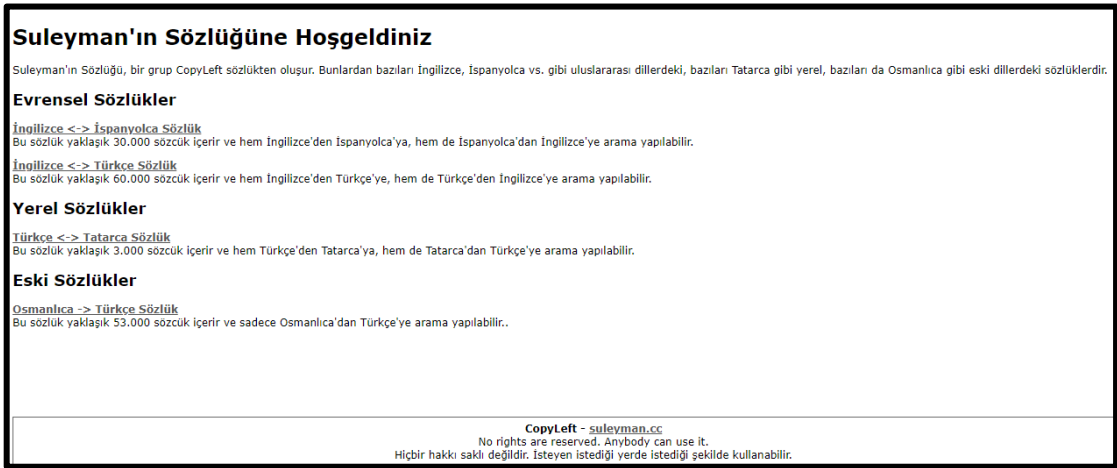 Suleyman'ın Sözlüğüne Hoşgeldiniz
Suleyman'ın Sözlüğü, bir grup CopyLeft sözlükten oluşur. Bunlardan bazıları İngilizce, İspanyolca vs. gibi uluslararası dillerdeki, bazıları Tatarca gibi yerel, bazıları da Osmanlıca gibi eski dillerdeki sözlüklerdir.
Evrensel Sözlükler
İngilizce <-> İspanyolca Sözlük
Bu sözlük yaklaşık 30.000 sözcük içerir ve hem İngilizce'den İspanyolca'ya, hem de İspanyolca'dan İngilizce'ye arama yapılabilir.
İngilizce <-> Türkçe Sözlük
Bu sözlük yaklaşık 60.000 sözcük içerir ve hem İngilizce'den Türkçe'ye, hem de Türkçe'den İngilizce'ye arama yapılabilir.
Yerel Sözlükler
Türkçe <-> Tatarca Sözlük
Bu sözlük yaklaşık 3.000 sözcük içerir ve hem Türkçe'den Tatarca'ya, hem de Tatarca'dan Türkçe'ye arama yapılabilir.
Eski Sözlükler
Osmanlıca -> Türkçe Sözlük
Bu sözlük yaklaşık 53.000 sözcük içerir ve sadece Osmanlıca'dan Türkçe'ye arama yapılabilir..
CopyLeft - suleyman.cc
No rights are reserved. Anybody can use it.
Hiçbir hakkı saklı değildir. İsteyen istediği yerde istediği şekilde kullanabilir.